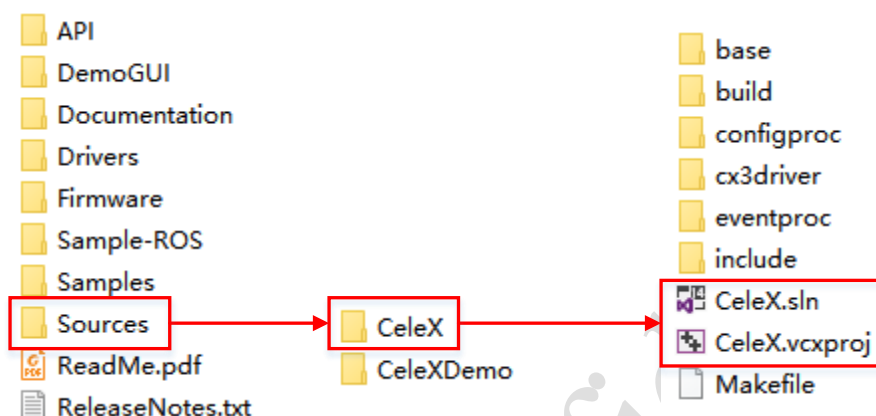 API
DemoGUI
Documentation
Drivers
Firmware
Sample-ROS
Samples
Sources
ReadMe.pdf
ReleaseNotes.txt
CeleX
CeleXDemo
base
build
configproc
cx3driver
eventproc
include
CeleX.sln
CeleX.vcxproj
Makefile